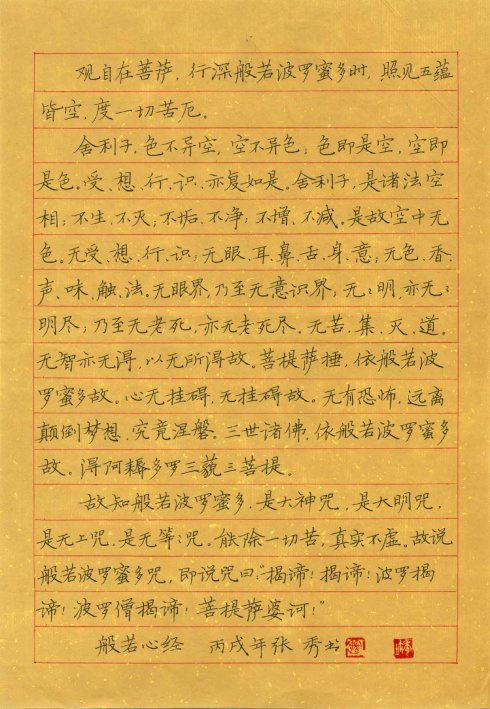 观自在菩萨,行深般若波罗蜜多时,照见五蕴
皆空,度一切苦厄。
舍利子,色不异空,空不异色;色即是空,空即
是色。受、想、行、识、亦复如是。舍利子,是诸法空
相;不生、不灭;不垢、不净;不增、不减。是故空中无
色。无受、想、行、识;无眼、耳、鼻、舌、身、意;无色、香、
声、味、触、法。无眼界,乃至无意识界;无:明,亦无:
明尽;乃至无老死,亦无老死尽。无苦、集、灭、道。
无智亦无得,以无所得故。菩提萨埵,依般若波
罗蜜多故。心无挂碍,无挂碍故。无有恐怖,远离
颠倒梦想、究竟涅磐。三世诸佛,依般若波罗蜜多
故。得阿耨多罗三藐三菩提。
故知般若波罗蜜多,是大神咒,是大明咒,
是无上咒,是无等:咒。能除一切苦,真实不虚。故说
般若波罗蜜多咒,即说咒曰:“揭谛!揭谛!波罗揭
谛!波罗僧揭谛!菩提萨婆诃!”
般若心经 丙戌年张 秀书